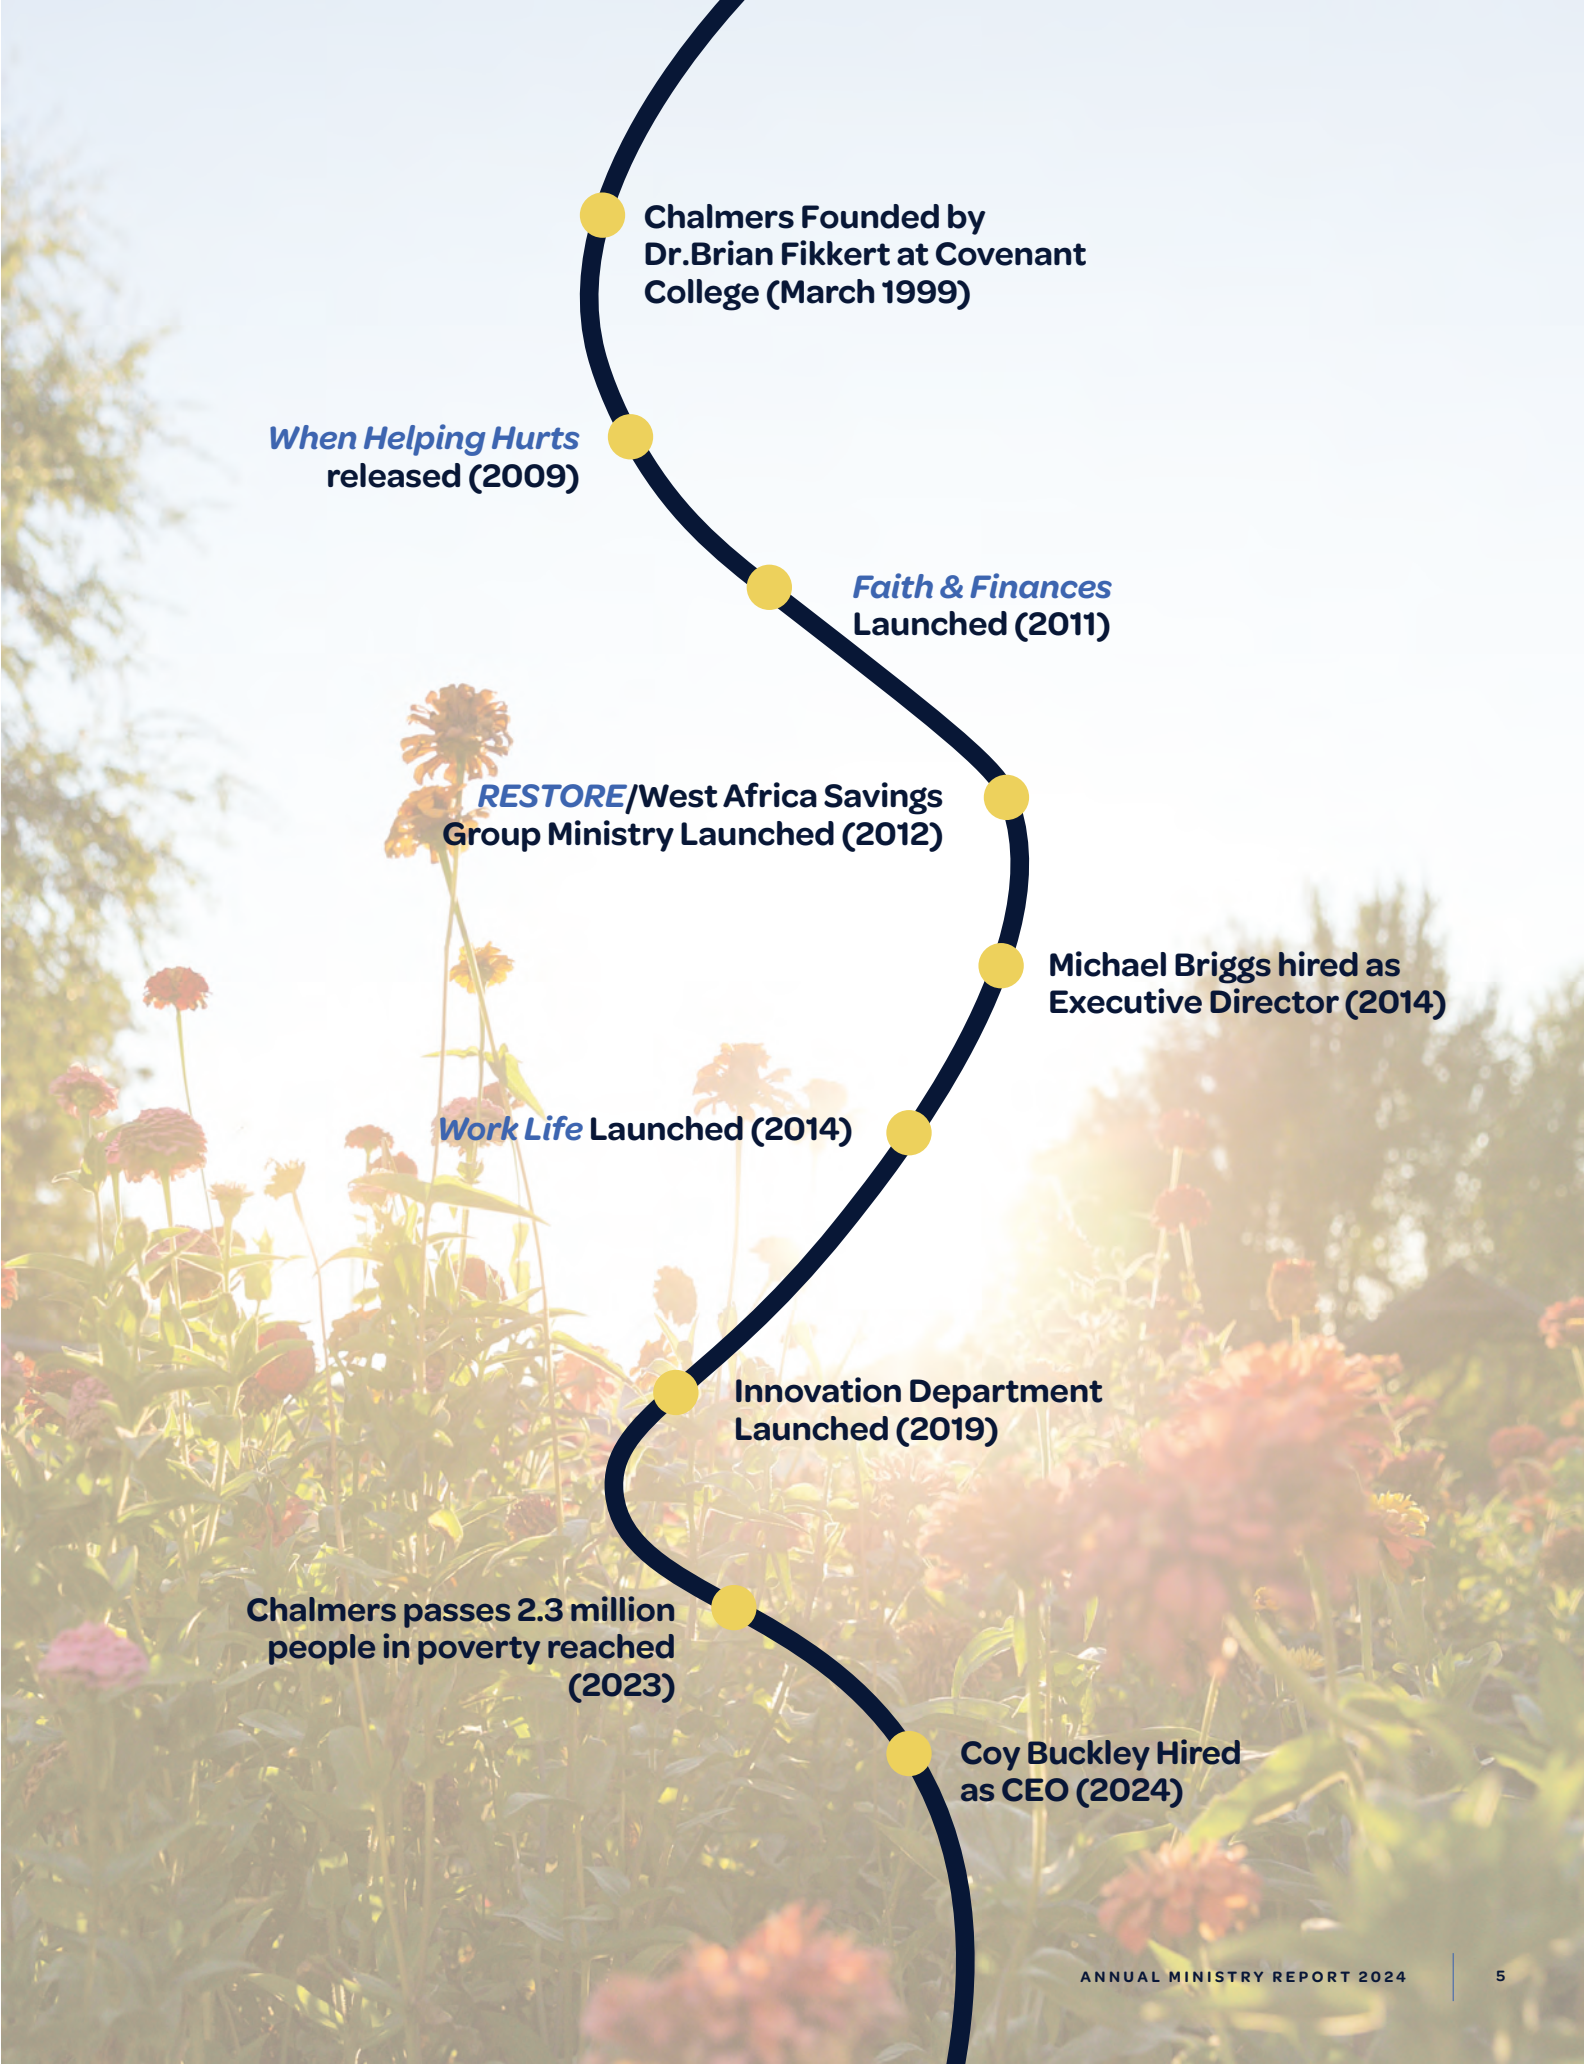 Chalmers Founded by
Dr.Brian Fikkert at Covenant
College (March 1999)
When Helping Hurts
released (2009)
Faith & Finances
Launched (2011)
RESTORE/West Africa Savings
Group Ministry Launched (2012)
Michael Briggs hired as
Executive Director (2014)
Work Life Launched (2014)
Innovation Department
Launched (2019)
Chalmers passes 2.3 million
people in poverty reached
(2023)
Coy Buckley Hired
as CEO (2024)
ANNUAL MINISTRY REPORT 2024 5